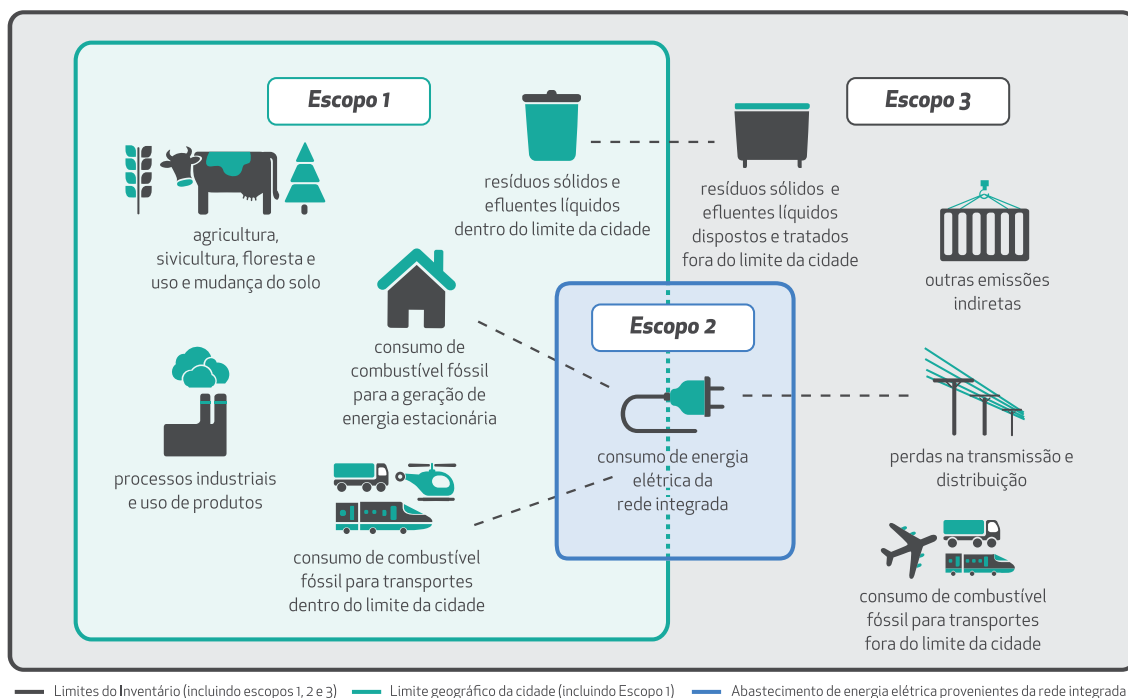 Escopo 1
Escopo 3
resíduos sólidos e
efluentes líquidos
dentro do limite da cidade
resíduos sólidos e
efluentes líquidos
dispostos e tratados
fora do limite da cidade
agricultura,
sivicultura, floresta e
uso e mudança do solo
outras emissões
indiretas
Escopo 2
consumo de
combustível fóssil
para a geração de
energia estacionária
processos industriais
e uso de produtos
consumo de energia
elétrica da
rede integrada
perdas na transmissão e
distribuição
consumo de combustível
fóssil para transportes
dentro do limite da cidade
consumo de combustível
fóssil para transportes
fora do limite da cidade
Limites do Inventário (incluindo escopos 1, 2 e 3)
Limite geográfico da cidade (incluindo Escopo 1)
Abastecimento de energia elétrica provenientes da rede integrada